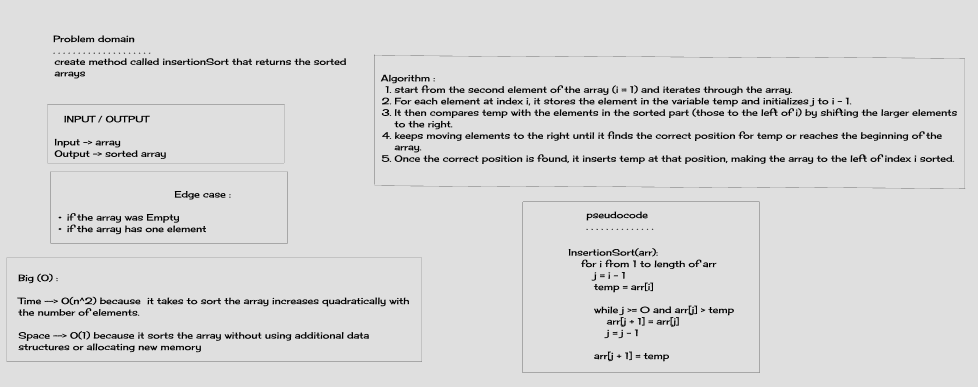 Problem domain
. . . . . . . . . . . . . . . . . . . .
create method called insertionSort that returns the sorted
arrays
INPUT / OUTPUT
Input -> array
Output -> sorted array
Edge case :
• if the array was Empty
• if the array has one element
Big (O) :
Time —> O(n^2) because it takes to sort the array increases quadratically with
the number of elements.
Space —> O(1) because it sorts the array without using additional data
structures or allocating new memory
Algorithm :
1. start from the second element of the array (i = 1) and iterates through the array.
2. For each element at index i, it stores the element in the variable temp and initializes j to i - 1.
3. It then compares temp with the elements in the sorted part (those to the left of i) by shifting the larger elements
to the right.
4. keeps moving elements to the right until it finds the correct position for temp or reaches the beginning of the
array.
5. Once the correct position is found, it inserts temp at that position, making the array to the left of index i sorted.
pseudocode
. . . . . . . . . . . . . .
InsertionSort(arr):
for i from 1 to length of arr
j = i - 1
temp = arr[i]
while j >= 0 and arr[j] > temp
arr[j + 1] = arr[j]
j = j - 1
arr[j + 1] = temp